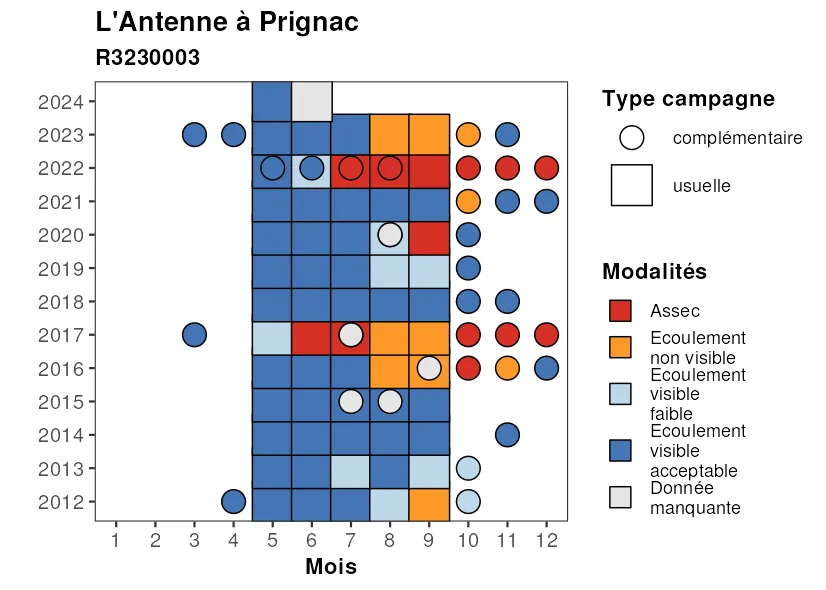 L'Antenne à Prignac
R3230003
2024
2023
2022
2021
2020
2019
2018
2017
2016
2015
2014
2013
2012
1 2 3 4 5 6 7 8 9 10 11 12
Mois
Type campagne
complémentaire
usuelle
Modalités
Assec
Ecoulement
non visible
Ecoulement
visible
faible
Ecoulement
visible
acceptable
Donnée
manquante